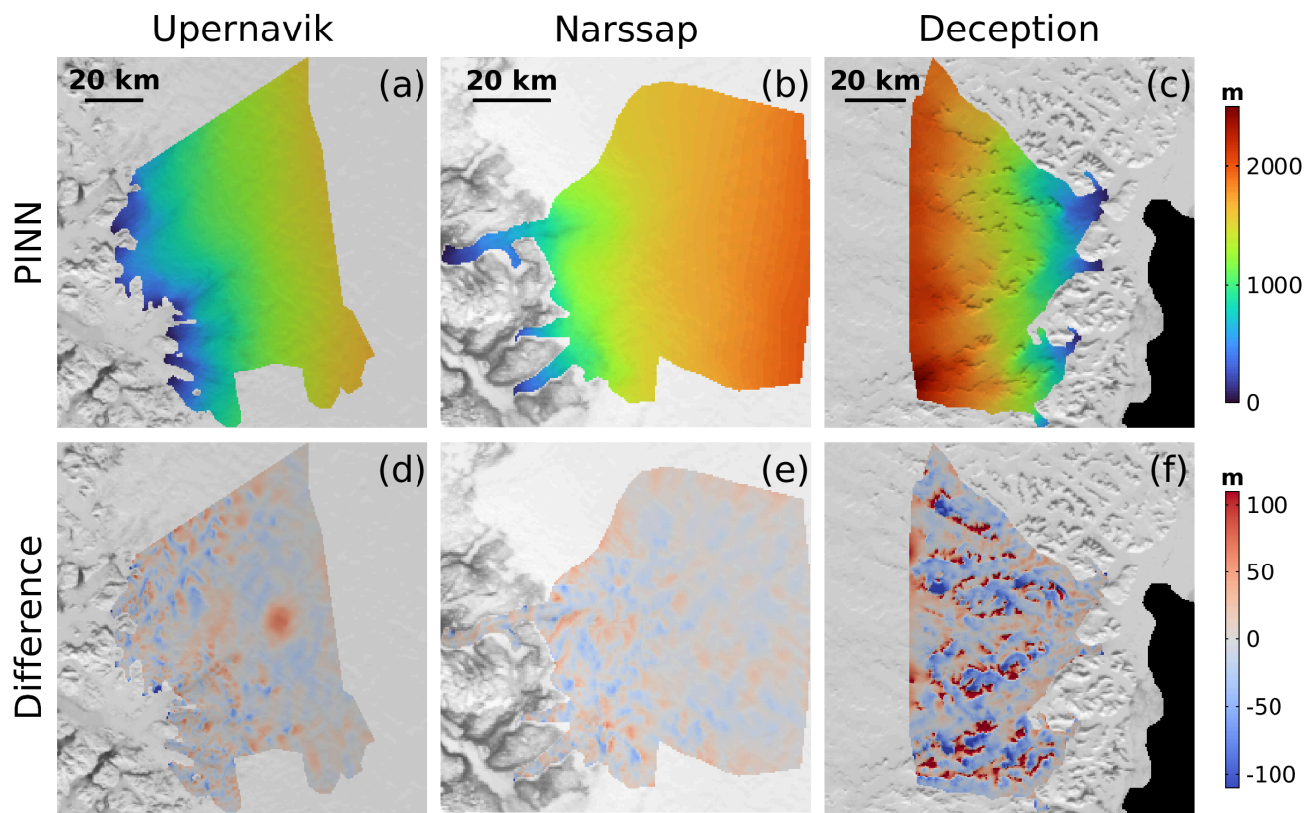 Upernavik
Narssap
Deception
PINN
20 km
(a)
20 km
(b)
20 km
(c)
m
2000
1000
0
Difference
(d)
(e)
(f)
m
100
50
0
-50
-100